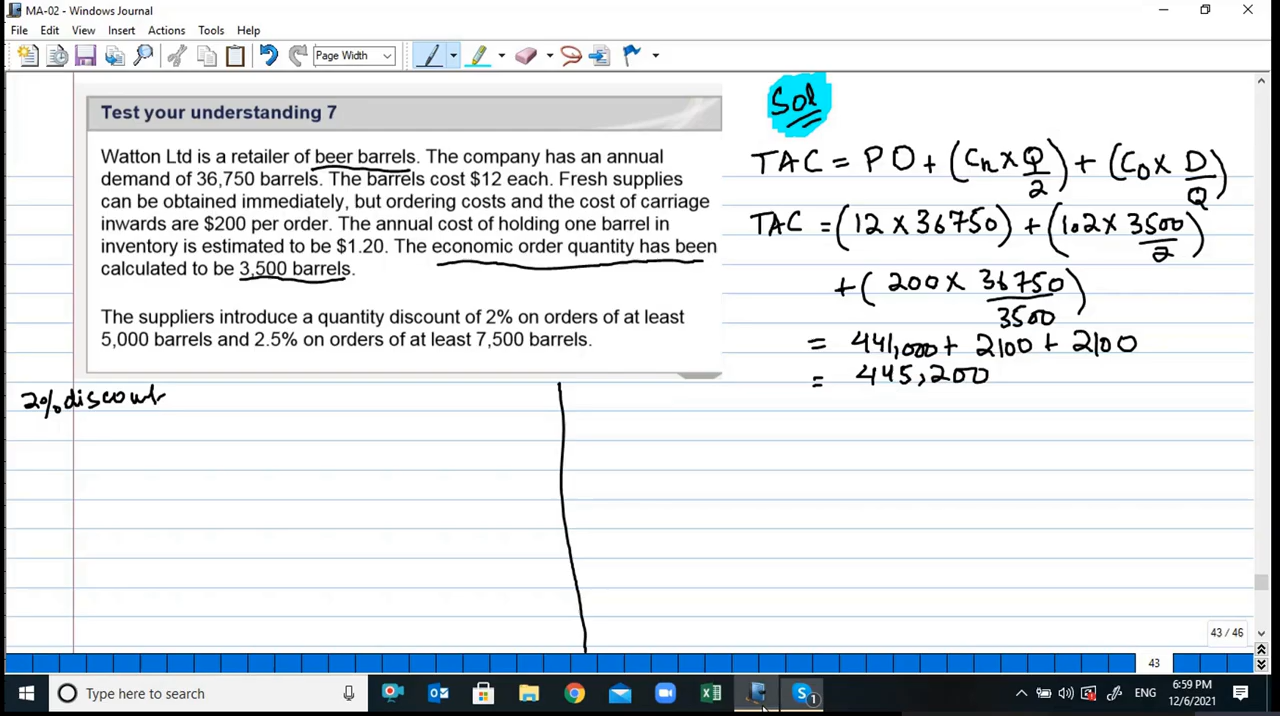 MA-02 - Windows Journal
File Edit View Insert Actions Tools Help
Page Width
Test your understanding 7
Watton Ltd is a retailer of beer barrels. The company has an annual
demand of 36,750 barrels. The barrels cost $12 each. Fresh supplies
can be obtained immediately, but ordering costs and the cost of carriage
inwards are $200 per order. The annual cost of holding one barrel in
inventory is estimated to be $1.20. The economic order quantity has been
calculated to be 3,500 barrels.
The suppliers introduce a quantity discount of 2% on orders of at least
5,000 barrels and 2.5% on orders of at least 7,500 barrels.
Sol
TAC = PD + (Ch x Q/2) + (Co x D/Q)
TAC = (12 x 36750) + (1.2 x 3500/2)
+ (200 x 36750/3500)
= 441,000 + 2100 + 2100
= 445,200
2% discount
43 / 46
43
Type here to search
1
ENG
6:59 PM
12/6/2021